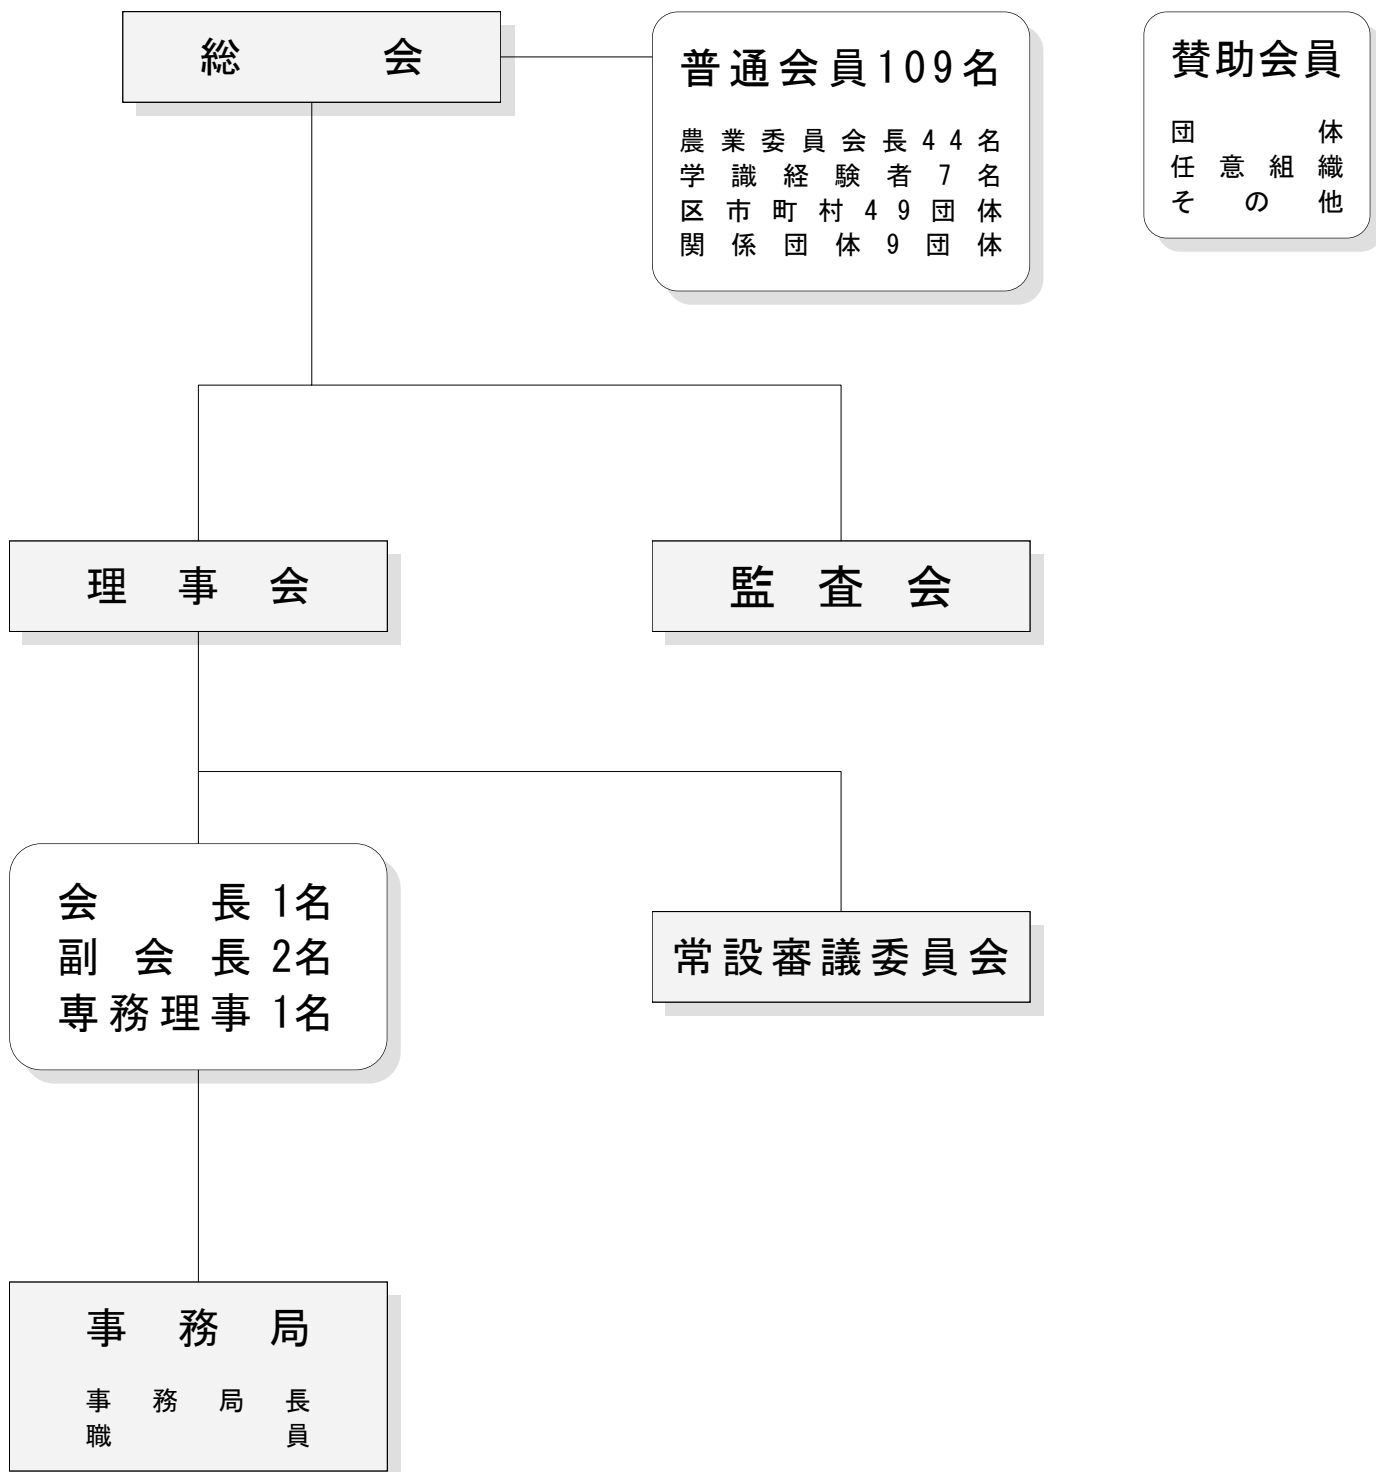 総会
普通会員109名
農業委員会長44名
学識経験者7名
区市町村49団体
関係団体9団体
賛助会員
団体
任意組織
その他
理事会
監査会
会長 1名
副会長 2名
専務理事 1名
常設審議委員会
事務局
事務局長
職員